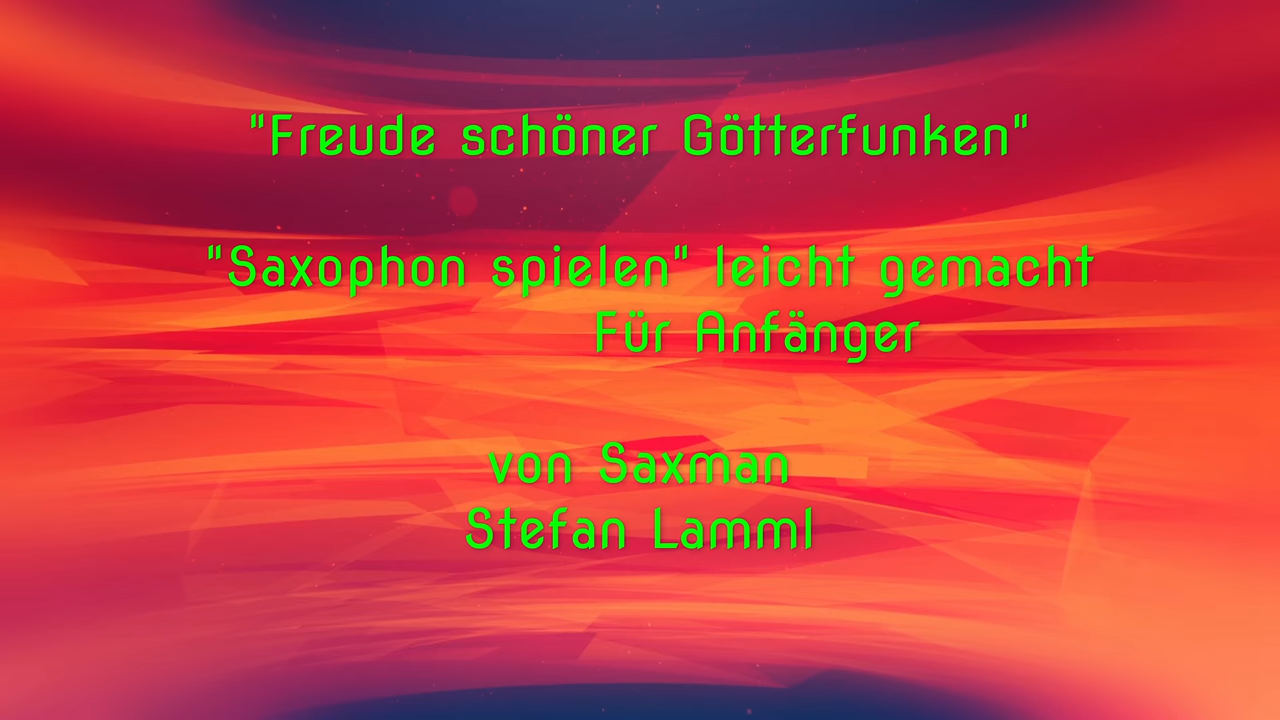 "Freude schöner Götterfunken"
"Saxophon spielen" leicht gemacht
Für Anfänger
von Saxman
Stefan Lamml